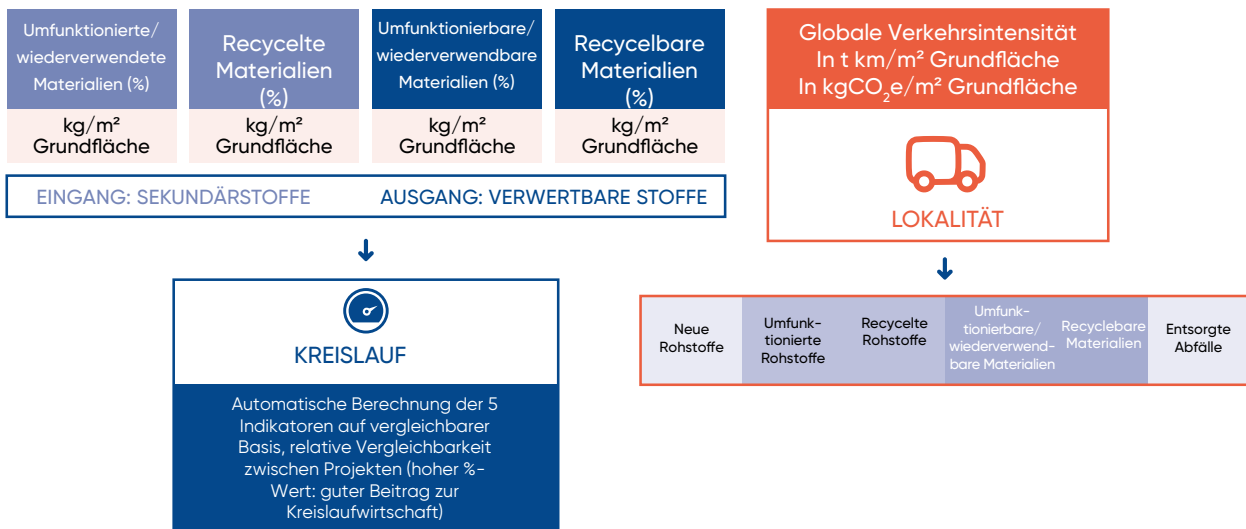 Umfunktionierte/
wiederverwendete
Materialien (%)
kg/m²
Grundfläche
Recycelte
Materialien
(%)
kg/m²
Grundfläche
Umfunktionierbare/
wiederverwendbare
Materialien (%)
kg/m²
Grundfläche
Recycelbare
Materialien
(%)
kg/m²
Grundfläche
EINGANG: SEKUNDÄRSTOFFE
AUSGANG: VERWERTBARE STOFFE
KREISLAUF
Automatische Berechnung der 5
Indikatoren auf vergleichbarer
Basis, relative Vergleichbarkeit
zwischen Projekten (hoher %-
Wert: guter Beitrag zur
Kreislaufwirtschaft)
Globale Verkehrsintensität
In t km/m² Grundfläche
In kgCO₂e/m² Grundfläche
LOKALITÄT
Neue
Rohstoffe
Umfunk-
tionierte
Rohstoffe
Recycelte
Rohstoffe
Umfunk-
tionierbare/
wiederverwend-
bare Materialien
Recyclebare
Materialien
Entsorgte
Abfälle